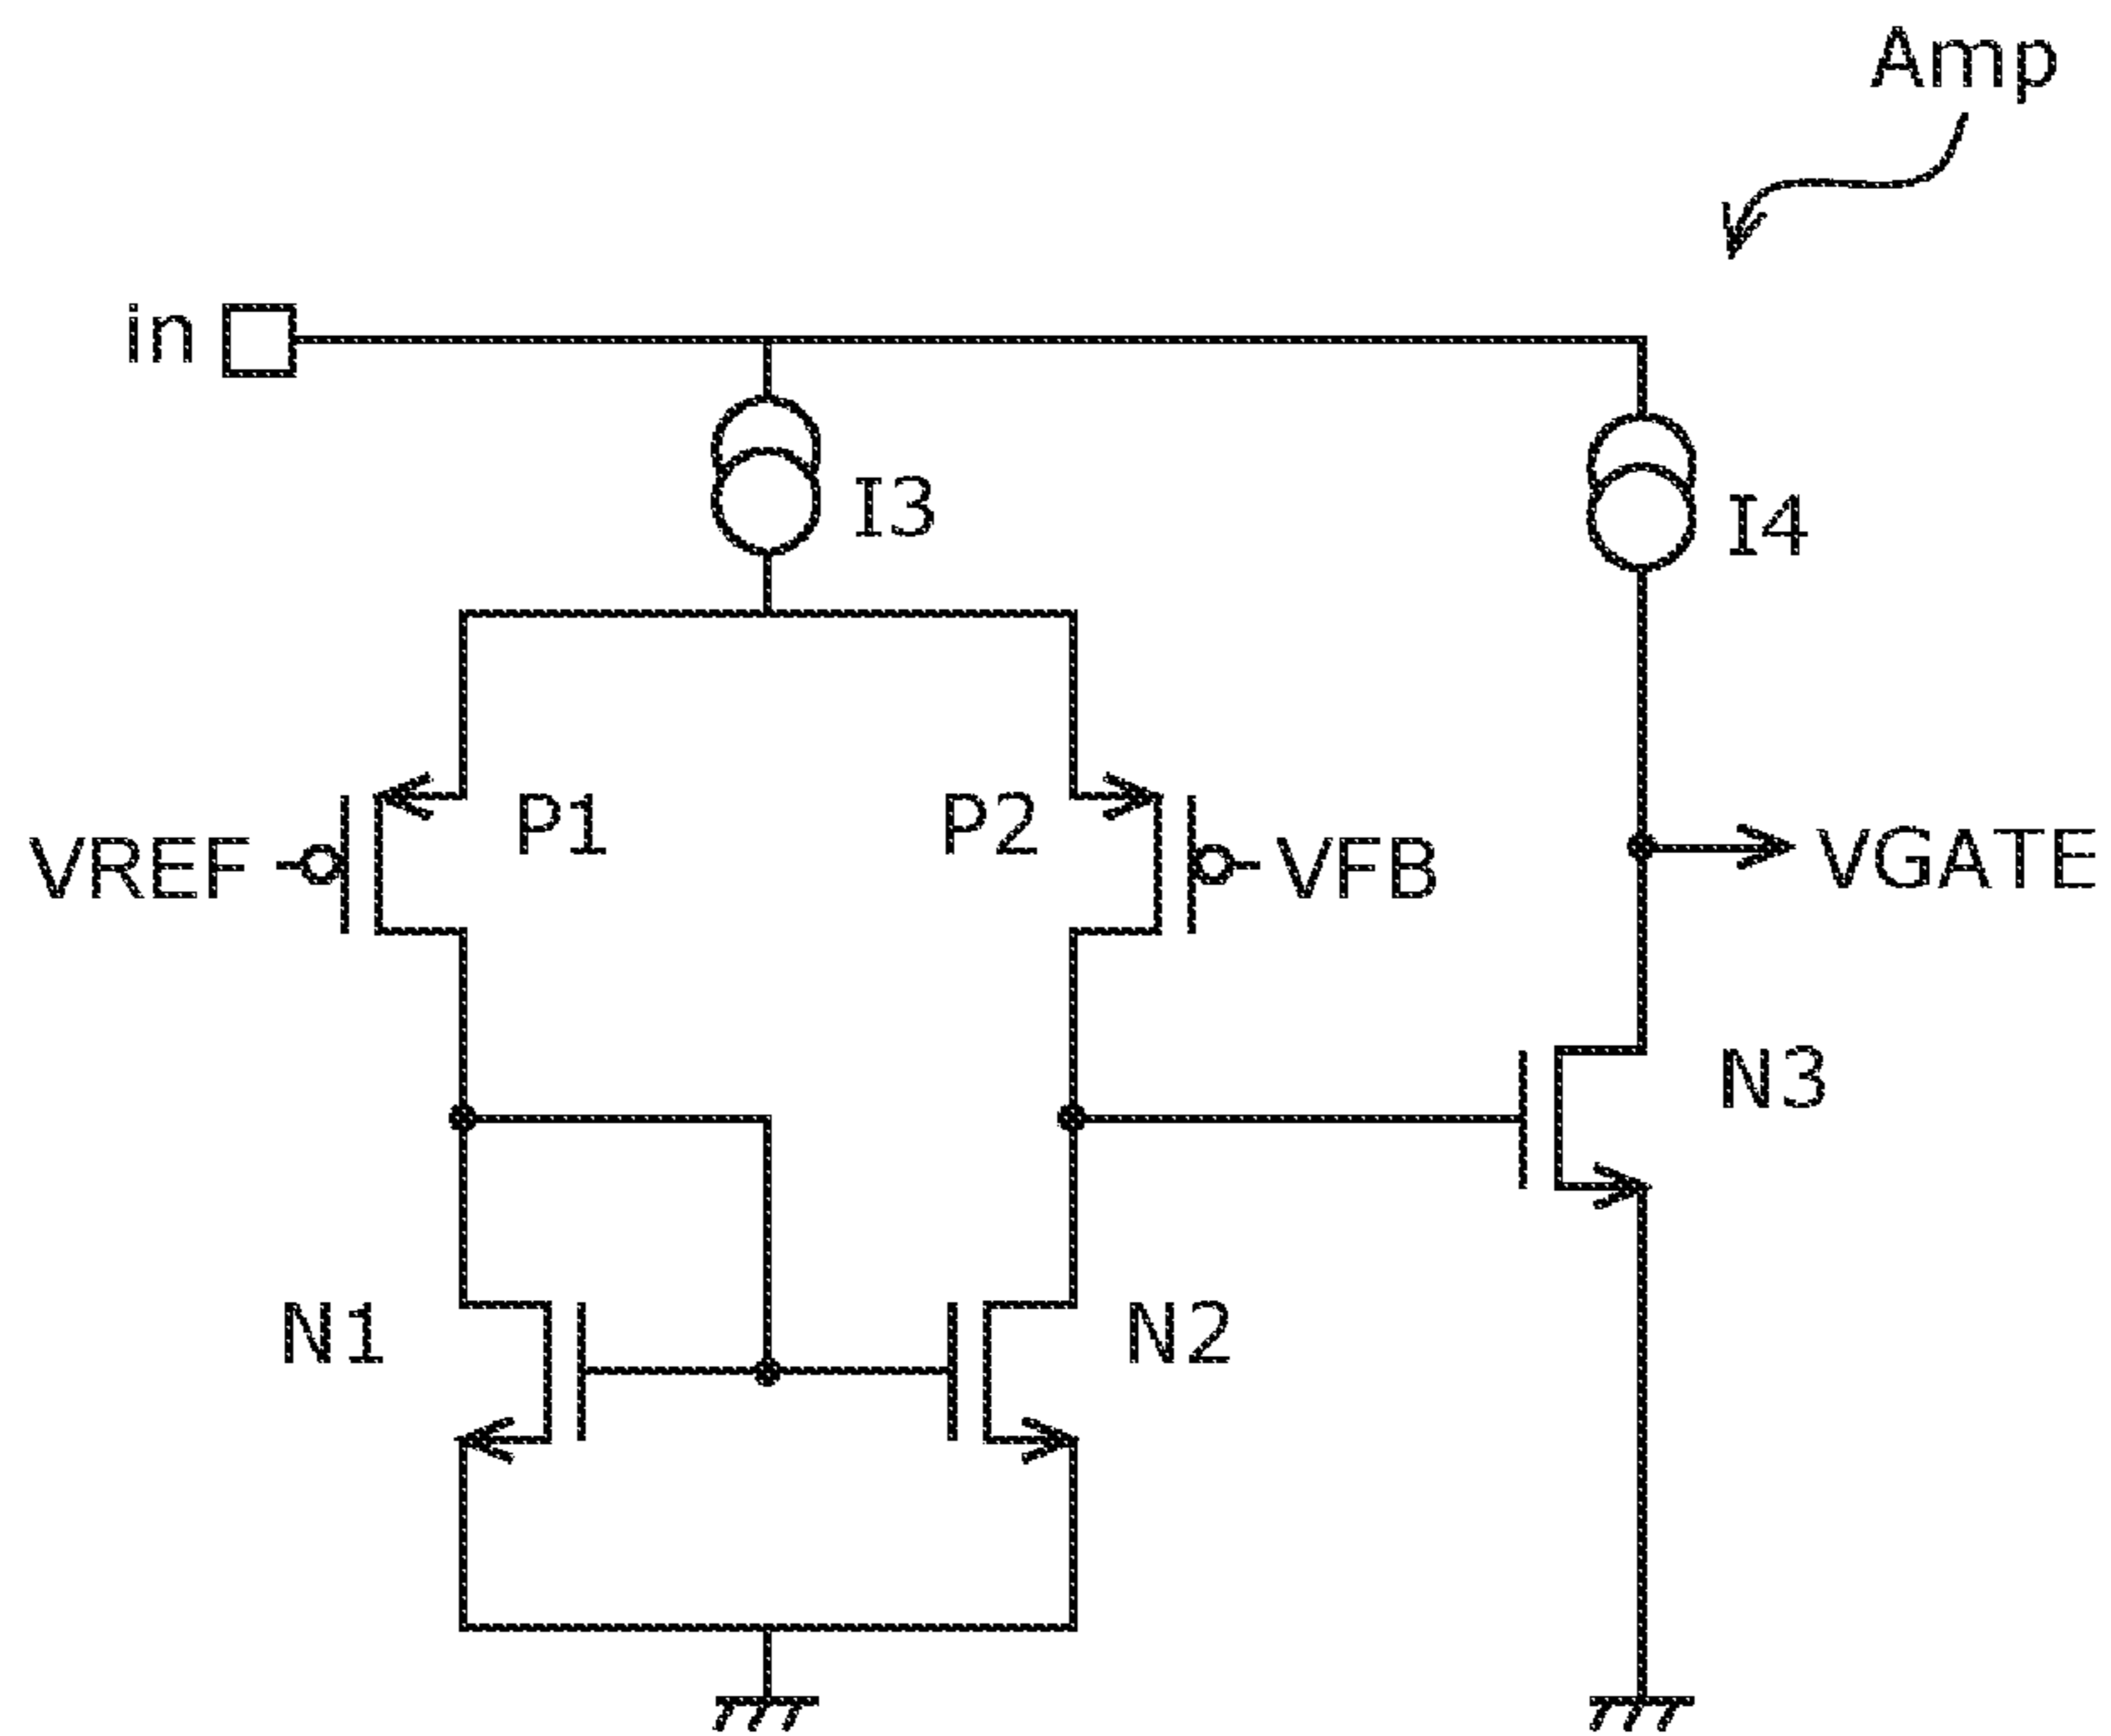 Amp
in
I3
I4
P1
P2
VREF
VFB
VGATE
N3
N1
N2